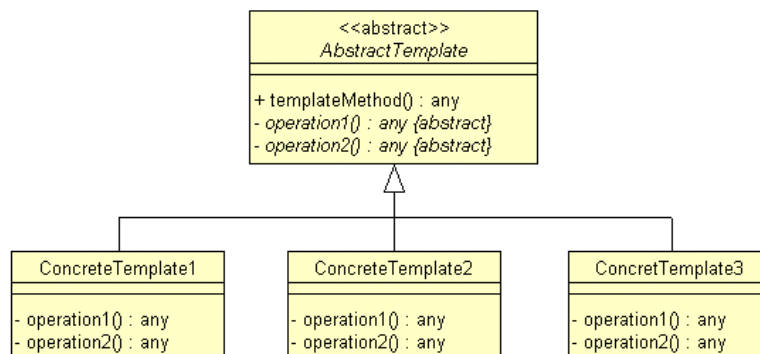 <<abstract>>
AbstractTemplate
+ templateMethod() : any
- operation1() : any {abstract}
- operation2() : any {abstract}
ConcreteTemplate1
- operation1() : any
- operation2() : any
ConcreteTemplate2
- operation1() : any
- operation2() : any
ConcretTemplate3
- operation1() : any
- operation2() : any